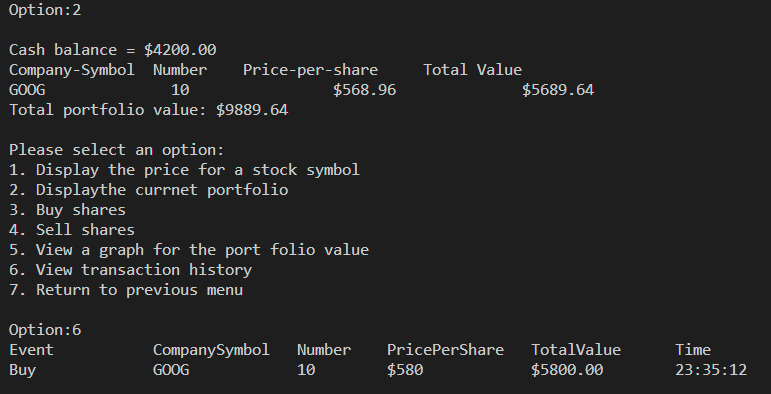 Option:2
Cash balance = $4200.00
Company-Symbol Number Price-per-share Total Value
GOOG 10 $568.96 $5689.64
Total portfolio value: $9889.64
Please select an option:
1. Display the price for a stock symbol
2. Displaythe currnet portfolio
3. Buy shares
4. Sell shares
5. View a graph for the port folio value
6. View transaction history
7. Return to previous menu
Option:6
Event CompanySymbol Number PricePerShare TotalValue Time
Buy GOOG 10 $580 $5800.00 23:35:12